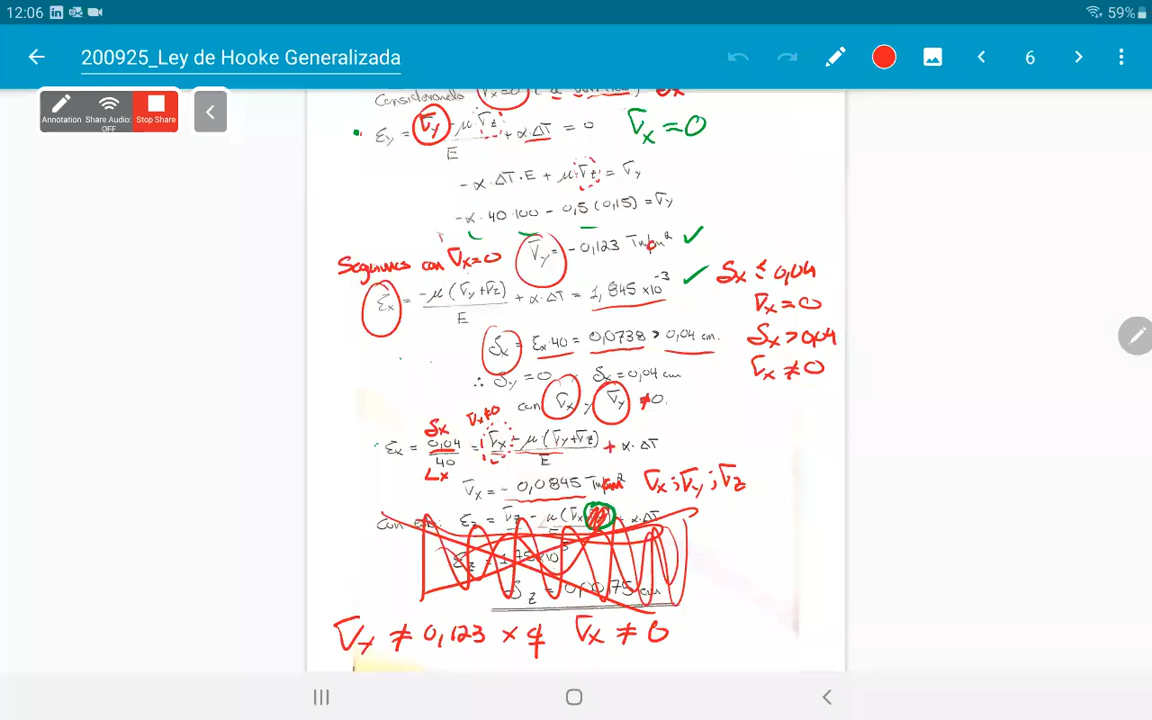 12:06 59%
200925_Ley de Hooke Generalizada 6
Annotation Share Audio: OFF Stop Share
Considerando
εy = σy - μσz / E + α·ΔT = 0 σx = 0
-α·ΔT·E + μ·σz = σy
-α·40·100 - 0,5 (0,15) = σy
σy = -0,123 Tn/cm² ✓
Seguimos con σx=0
εx = -μ(σy+σz) / E + α·ΔT = 1,845 x10⁻³ ✓ δx ≤ 0,04
σx = 0
δx = εx·40 = 0,0738 > 0,04 cm. δx > 0,04
∴ δy = 0 δx = 0,04 cm σx ≠ 0
con σx y σy ≠ 0.
δx σx≠0
εx = 0,04 / 40 = σx - μ(σy+σz) / E + α·ΔT
Lx
σx = -0,0845 Tn/cm² σx ; σy ; σz
σy ≠ 0,123 x q σx ≠ 0